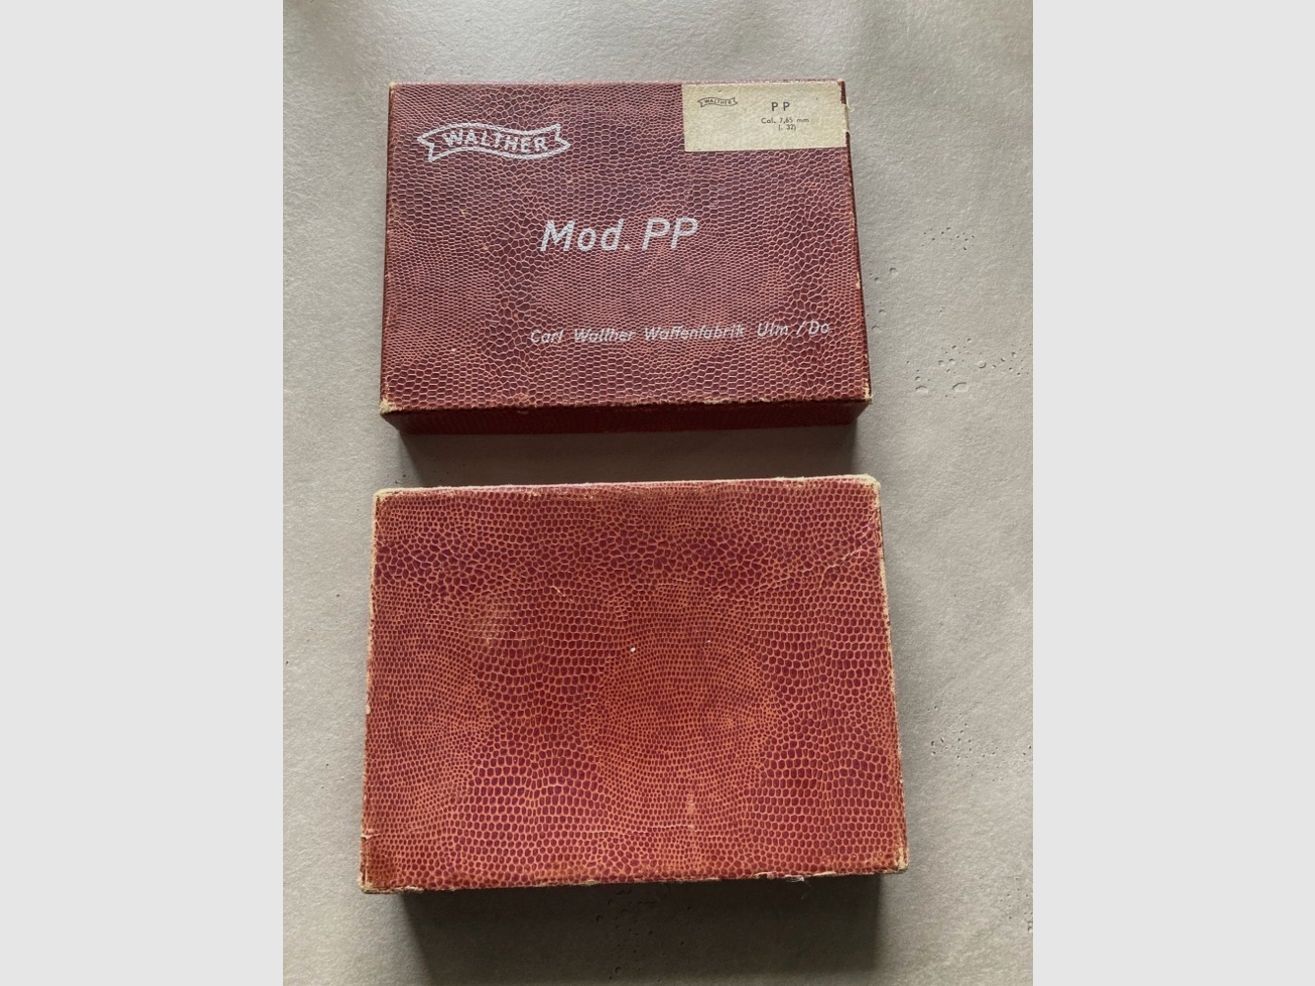 WALTHER
WALTHER
PP
Cal. 7,65 mm
(. 32)
Mod. PP
Carl Walther Waffenfabrik Ulm / Do